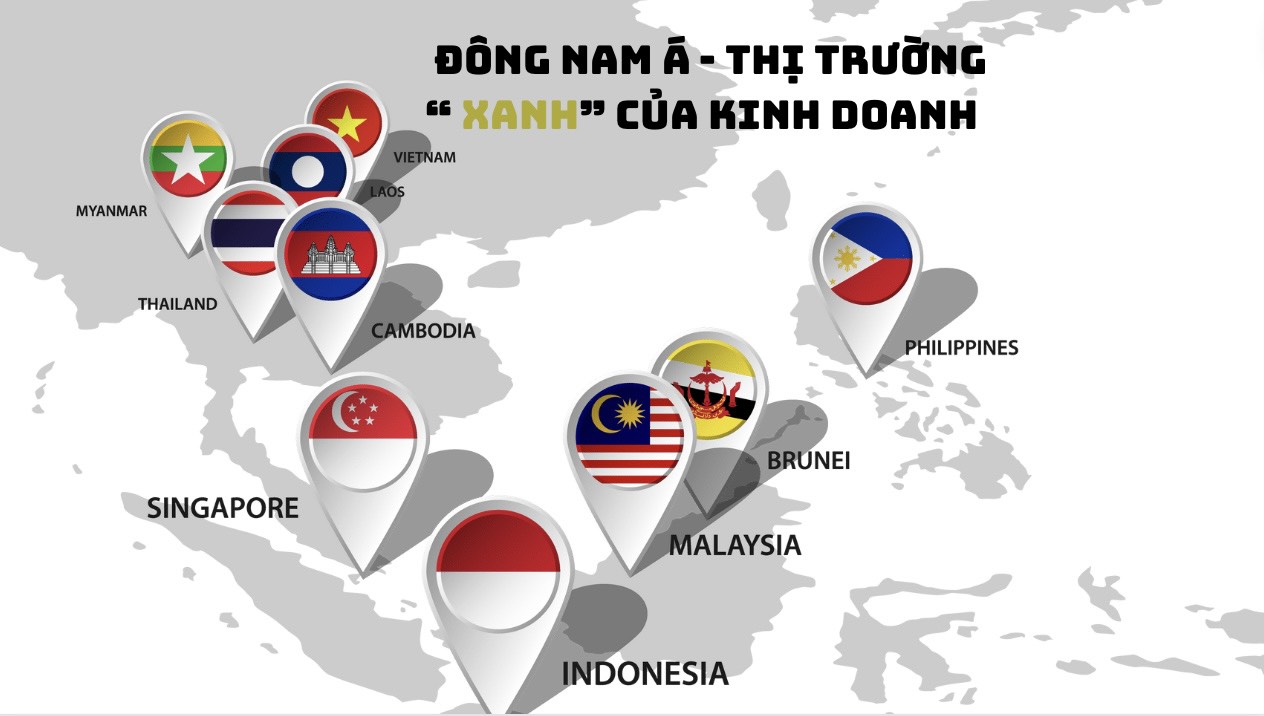 ĐÔNG NAM Á - THỊ TRƯỜNG
“ XANH” CỦA KINH DOANH
VIETNAM
LAOS
MYANMAR
THAILAND
CAMBODIA
PHILIPPINES
BRUNEI
SINGAPORE
MALAYSIA
INDONESIA